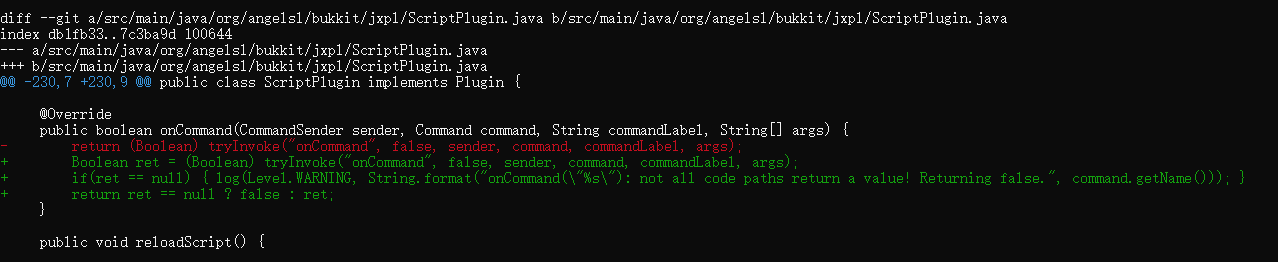 diff --git a/src/main/java/org/angelsl/bukkit/jxpl/ScriptPlugin.java b/src/main/java/org/angelsl/bukkit/jxpl/ScriptPlugin.java
index db1fb33..7c3ba9d 100644
--- a/src/main/java/org/angelsl/bukkit/jxpl/ScriptPlugin.java
+++ b/src/main/java/org/angelsl/bukkit/jxpl/ScriptPlugin.java
@@ -230,7 +230,9 @@ public class ScriptPlugin implements Plugin {
     @Override
     public boolean onCommand(CommandSender sender, Command command, String commandLabel, String[] args) {
-        return (Boolean) tryInvoke("onCommand", false, sender, command, commandLabel, args);
+        Boolean ret = (Boolean) tryInvoke("onCommand", false, sender, command, commandLabel, args);
+        if(ret == null) { log(Level.WARNING, String.format("onCommand(\"%s\"): not all code paths return a value! Returning false.", command.getName())); }
+        return ret == null ? false : ret;
     }
     public void reloadScript() {